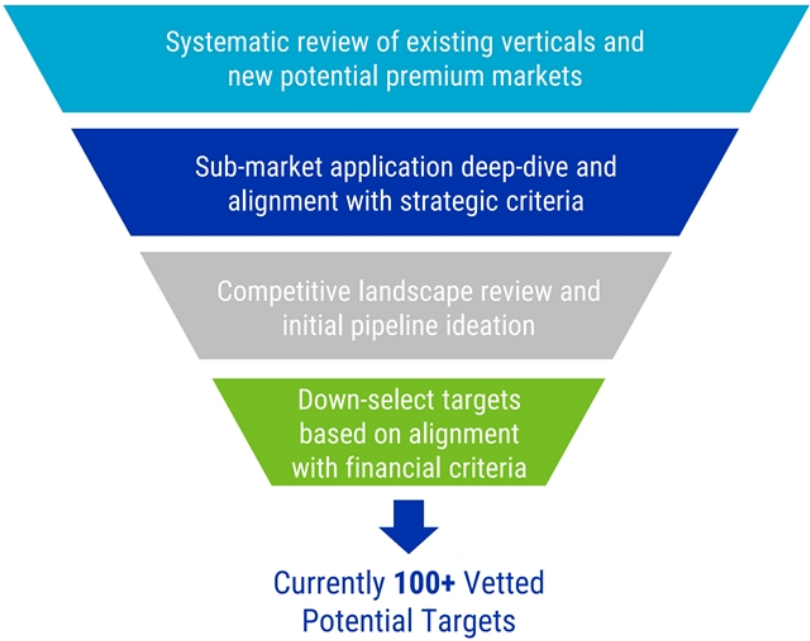 Systematic review of existing verticals and
new potential premium markets
Sub-market application deep-dive and
alignment with strategic criteria
Competitive landscape review and
initial pipeline ideation
Down-select targets
based on alignment
with financial criteria
Currently 100+ Vetted
Potential Targets